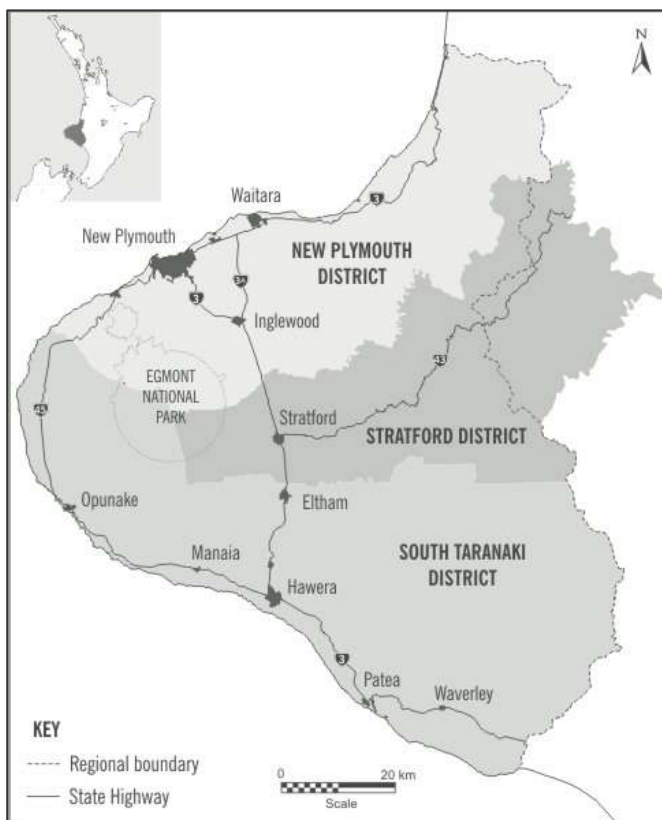 N
Waitara
3
New Plymouth
NEW PLYMOUTH
DISTRICT
3A
3
Inglewood
EGMONT
NATIONAL
PARK
43
45
Stratford
STRATFORD DISTRICT
Opunake
Eltham
Manaia
SOUTH TARANAKI
DISTRICT
Hawera
3
Patea
Waverley
KEY
Regional boundary
State Highway
0
20 km
Scale